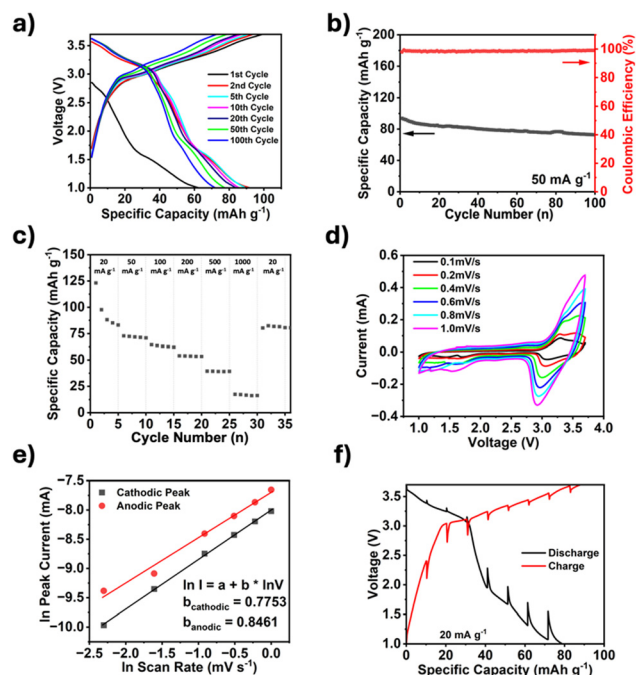 a)
3.5
3.0
2.5
2.0
1.5
1.0
Voltage (V)
1st Cycle
2nd Cycle
5th Cycle
10th Cycle
20th Cycle
50th Cycle
100th Cycle
0 20 40 60 80 100
Specific Capacity (mAh g⁻¹)
b)
200
160
120
80
40
0
Specific Capacity (mAh g⁻¹)
100
80
60
40
20
0
Coulombic Efficiency (%)
50 mA g⁻¹
0 20 40 60 80 100
Cycle Number (n)
c)
150
125
100
75
50
25
0
Specific Capacity (mAh g⁻¹)
20 50 100 200 500 1000 20
mA g⁻¹ mA g⁻¹ mA g⁻¹ mA g⁻¹ mA g⁻¹ mA g⁻¹ mA g⁻¹
0 5 10 15 20 25 30 35
Cycle Number (n)
d)
0.6
0.4
0.2
0.0
−0.2
−0.4
Current (mA)
0.1mV/s
0.2mV/s
0.4mV/s
0.6mV/s
0.8mV/s
1.0mV/s
1.0 1.5 2.0 2.5 3.0 3.5 4.0
Voltage (V)
e)
−7.5
−8.0
−8.5
−9.0
−9.5
−10.0
ln Peak Current (mA)
Cathodic Peak
Anodic Peak
ln I = a + b * lnV
b cathodic = 0.7753
b anodic = 0.8461
−2.5 −2.0 −1.5 −1.0 −0.5 0.0
ln Scan Rate (mV s⁻¹)
f)
3.5
3.0
2.5
2.0
1.5
1.0
Voltage (V)
Discharge
Charge
20 mA g⁻¹
0 20 40 60 80 100
Specific Capacity (mAh g⁻¹)